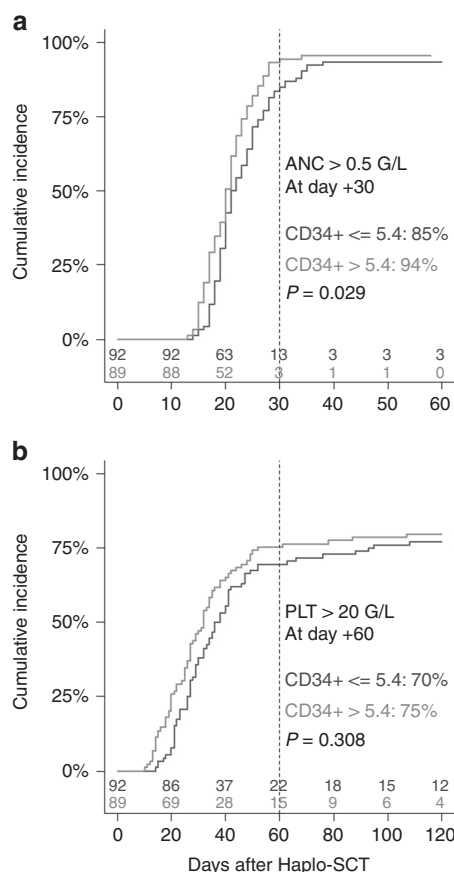 a
100%
75%
50%
25%
0%
Cumulative incidence
ANC > 0.5 G/L
At day +30
CD34+ <= 5.4: 85%
CD34+ > 5.4: 94%
P = 0.029
92 92 63 13 3 3 3
89 88 52 3 1 1 0
0 10 20 30 40 50 60
b
100%
75%
50%
25%
0%
Cumulative incidence
PLT > 20 G/L
At day +60
CD34+ <= 5.4: 70%
CD34+ > 5.4: 75%
P = 0.308
92 86 37 22 18 15 12
89 69 28 15 9 6 4
0 20 40 60 80 100 120
Days after Haplo-SCT